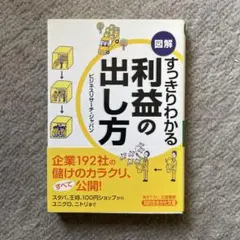 図解
すっきりわかる
利益の
出し方
ビジネスリサーチ・ジャパン
企業192社の
儲けのカラクリ、
すべて
公開!
スタバ、王将、100円ショップから
ユニクロ、ニトリまで